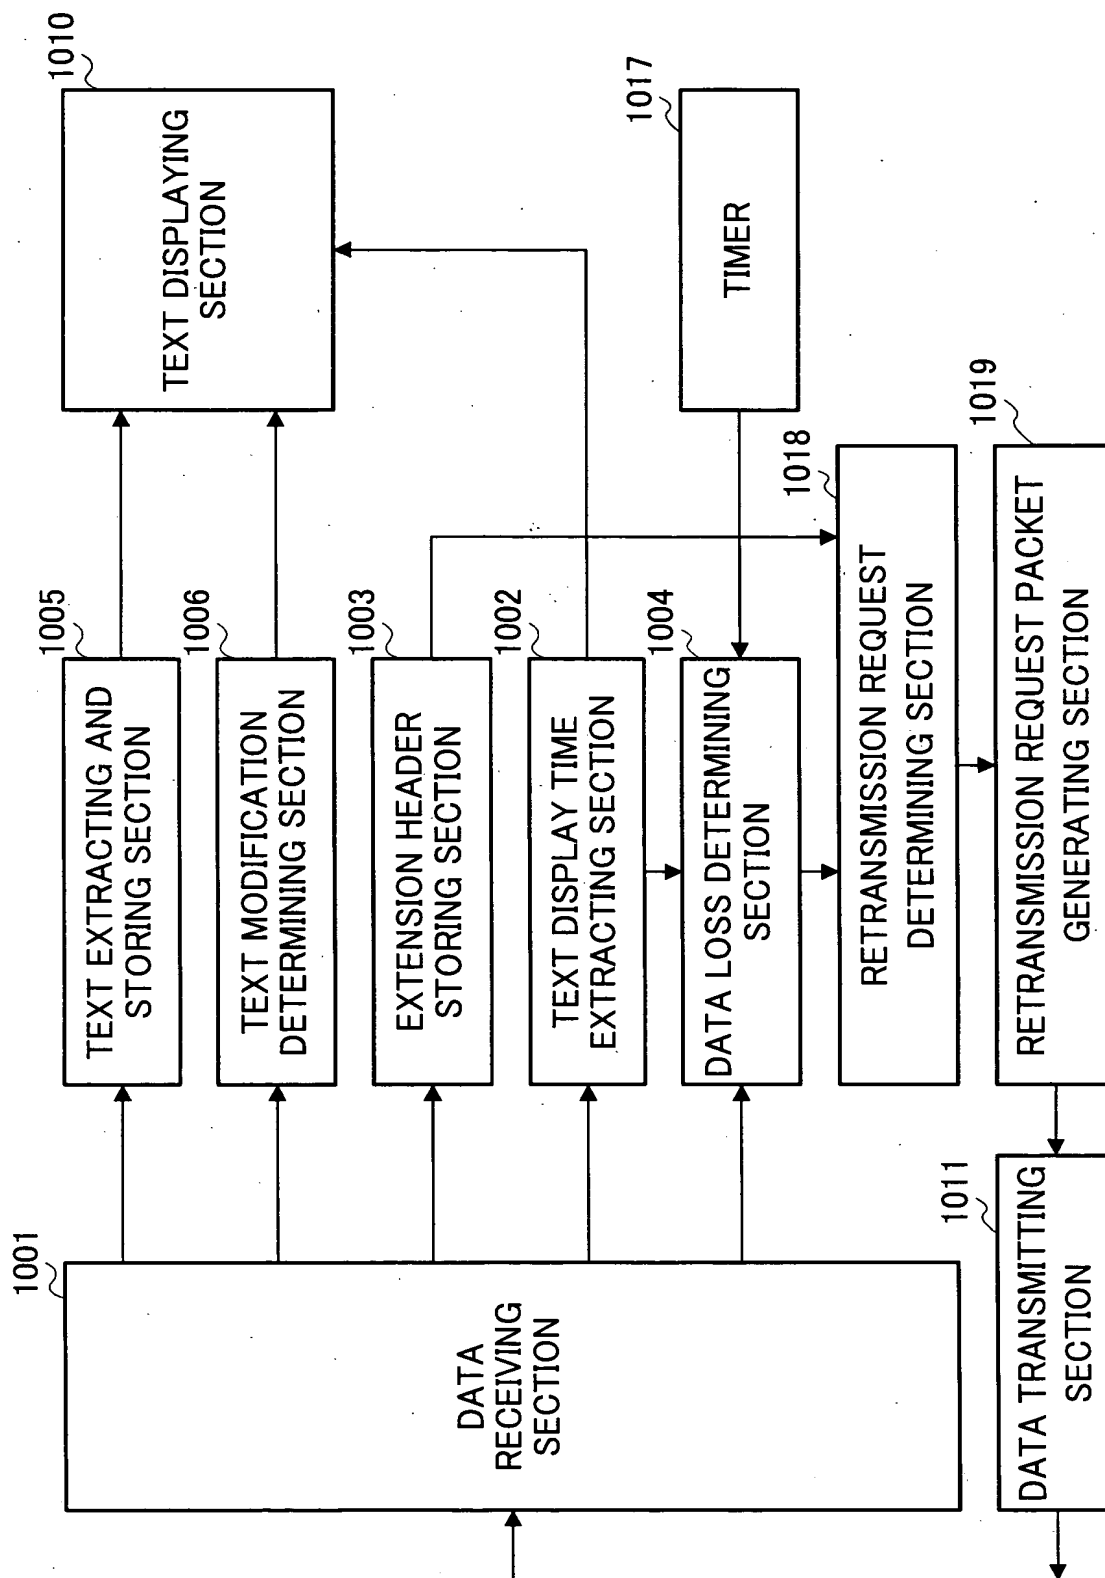 1001
DATA
RECEIVING
SECTION
1005
TEXT EXTRACTING AND
STORING SECTION
1006
TEXT MODIFICATION
DETERMINING SECTION
1003
EXTENSION HEADER
STORING SECTION
1002
TEXT DISPLAY TIME
EXTRACTING SECTION
1004
DATA LOSS DETERMINING
SECTION
1010
TEXT DISPLAYING
SECTION
1017
TIMER
1018
RETRANSMISSION REQUEST
DETERMINING SECTION
1019
RETRANSMISSION REQUEST PACKET
GENERATING SECTION
1011
DATA TRANSMITTING
SECTION